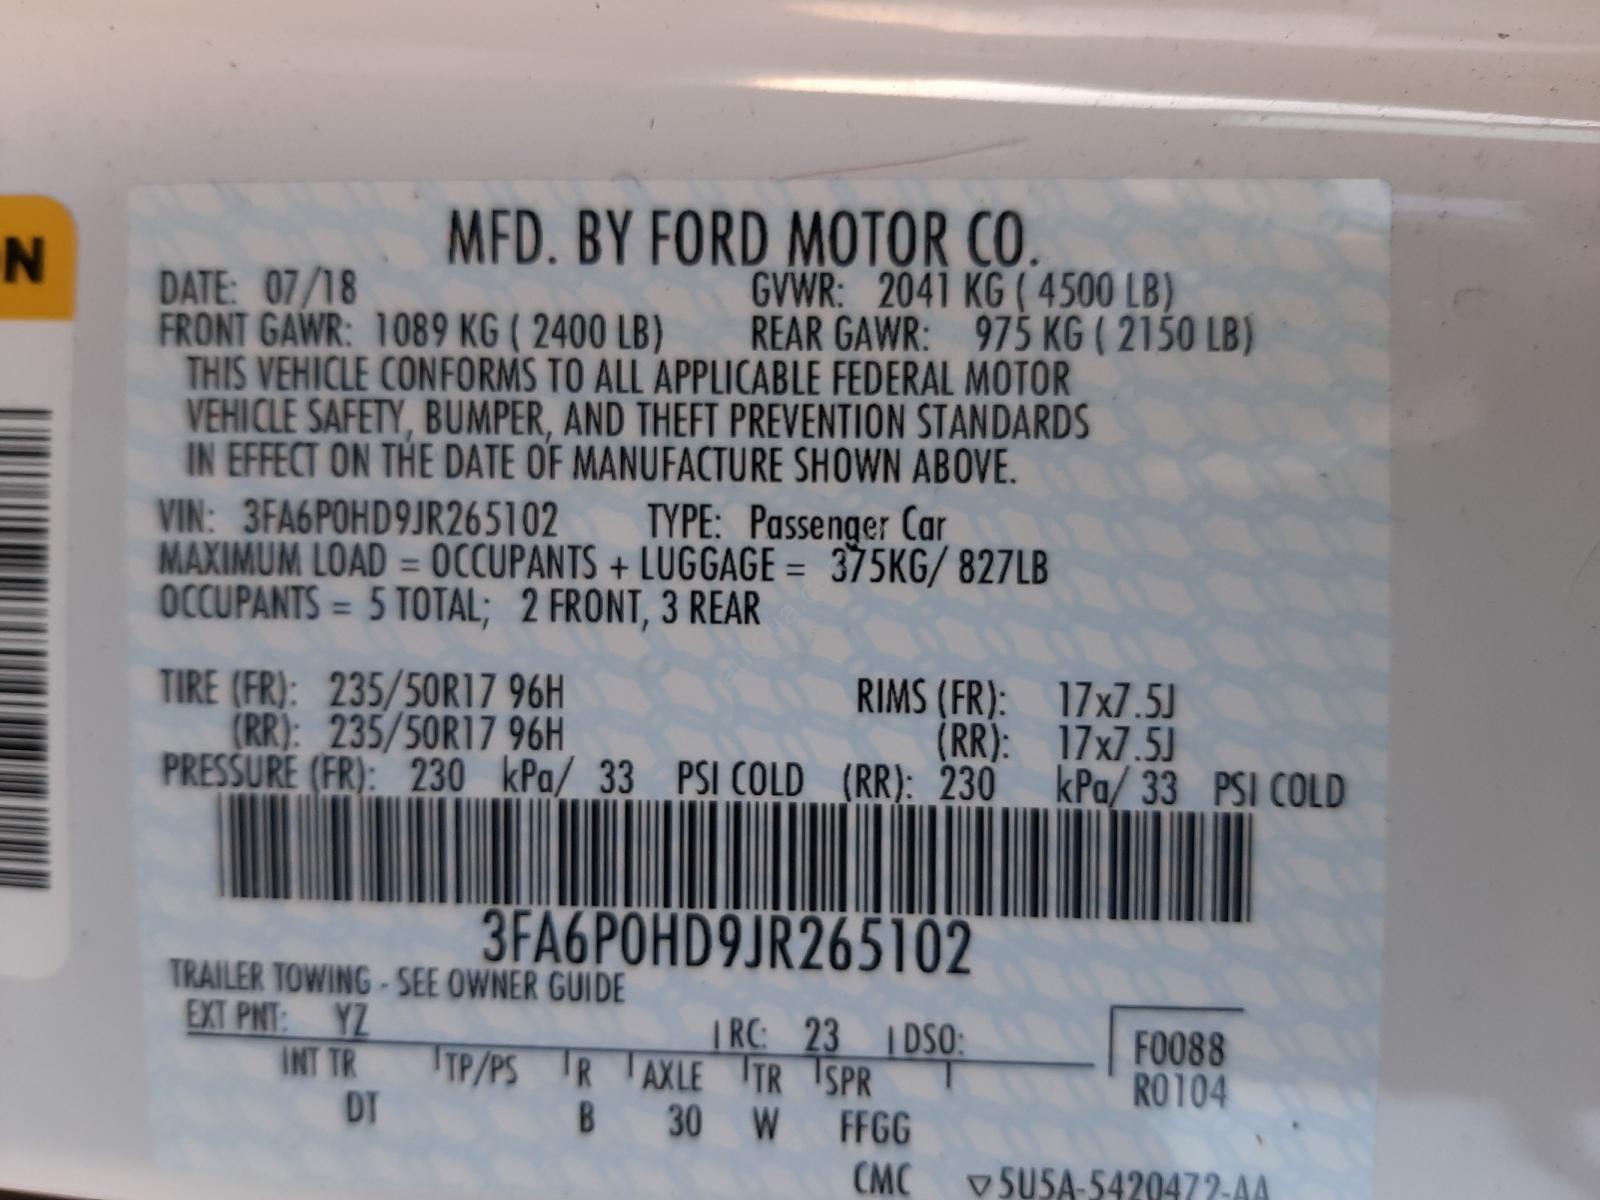 MFD. BY FORD MOTOR CO.
DATE: 07/18 GVWR: 2041 KG ( 4500 LB)
FRONT GAWR: 1089 KG ( 2400 LB) REAR GAWR: 975 KG ( 2150 LB)
THIS VEHICLE CONFORMS TO ALL APPLICABLE FEDERAL MOTOR
VEHICLE SAFETY, BUMPER, AND THEFT PREVENTION STANDARDS
IN EFFECT ON THE DATE OF MANUFACTURE SHOWN ABOVE.
VIN: 3FA6P0HD9JR265102 TYPE: Passenger Car
MAXIMUM LOAD = OCCUPANTS + LUGGAGE = 375KG/ 827LB
OCCUPANTS = 5 TOTAL; 2 FRONT, 3 REAR
TIRE (FR): 235/50R17 96H RIMS (FR): 17x7.5J
(RR): 235/50R17 96H (RR): 17x7.5J
PRESSURE (FR): 230 kPa/ 33 PSI COLD (RR): 230 kPa/ 33 PSI COLD
3FA6P0HD9JR265102
TRAILER TOWING - SEE OWNER GUIDE
EXT PNT: YZ RC: 23 DSO: F0088
INT TR TP/PS R AXLE TR SPR R0104
DT B 30 W FFGG
CMC ▽5U5A-5420472-AA